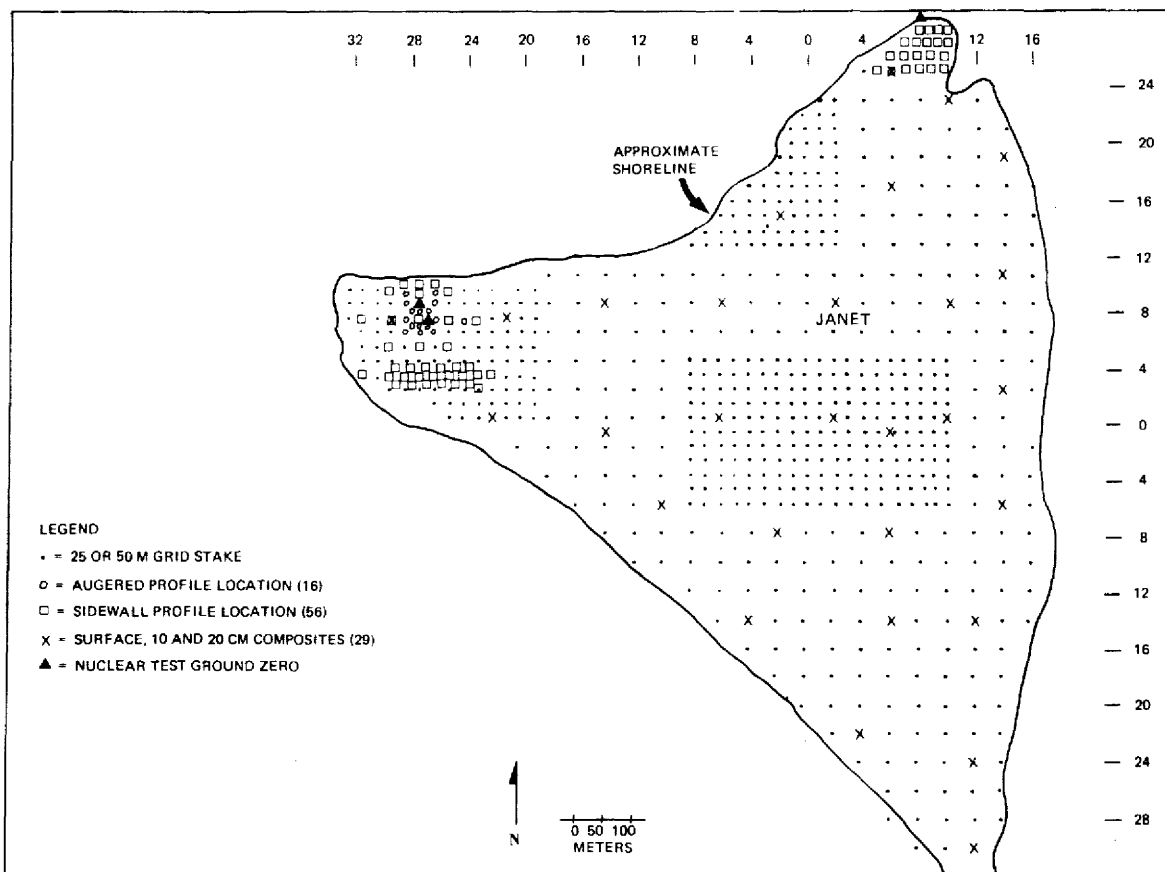 32 28 24 20 16 12 8 4 0 4 8 12 16
24
20
16
12
8
4
0
4
8
12
16
20
24
28
APPROXIMATE
SHORELINE
JANET
LEGEND
· = 25 OR 50 M GRID STAKE
o = AUGERED PROFILE LOCATION (16)
□ = SIDEWALL PROFILE LOCATION (56)
X = SURFACE, 10 AND 20 CM COMPOSITES (29)
▲ = NUCLEAR TEST GROUND ZERO
N
0 50 100
METERS